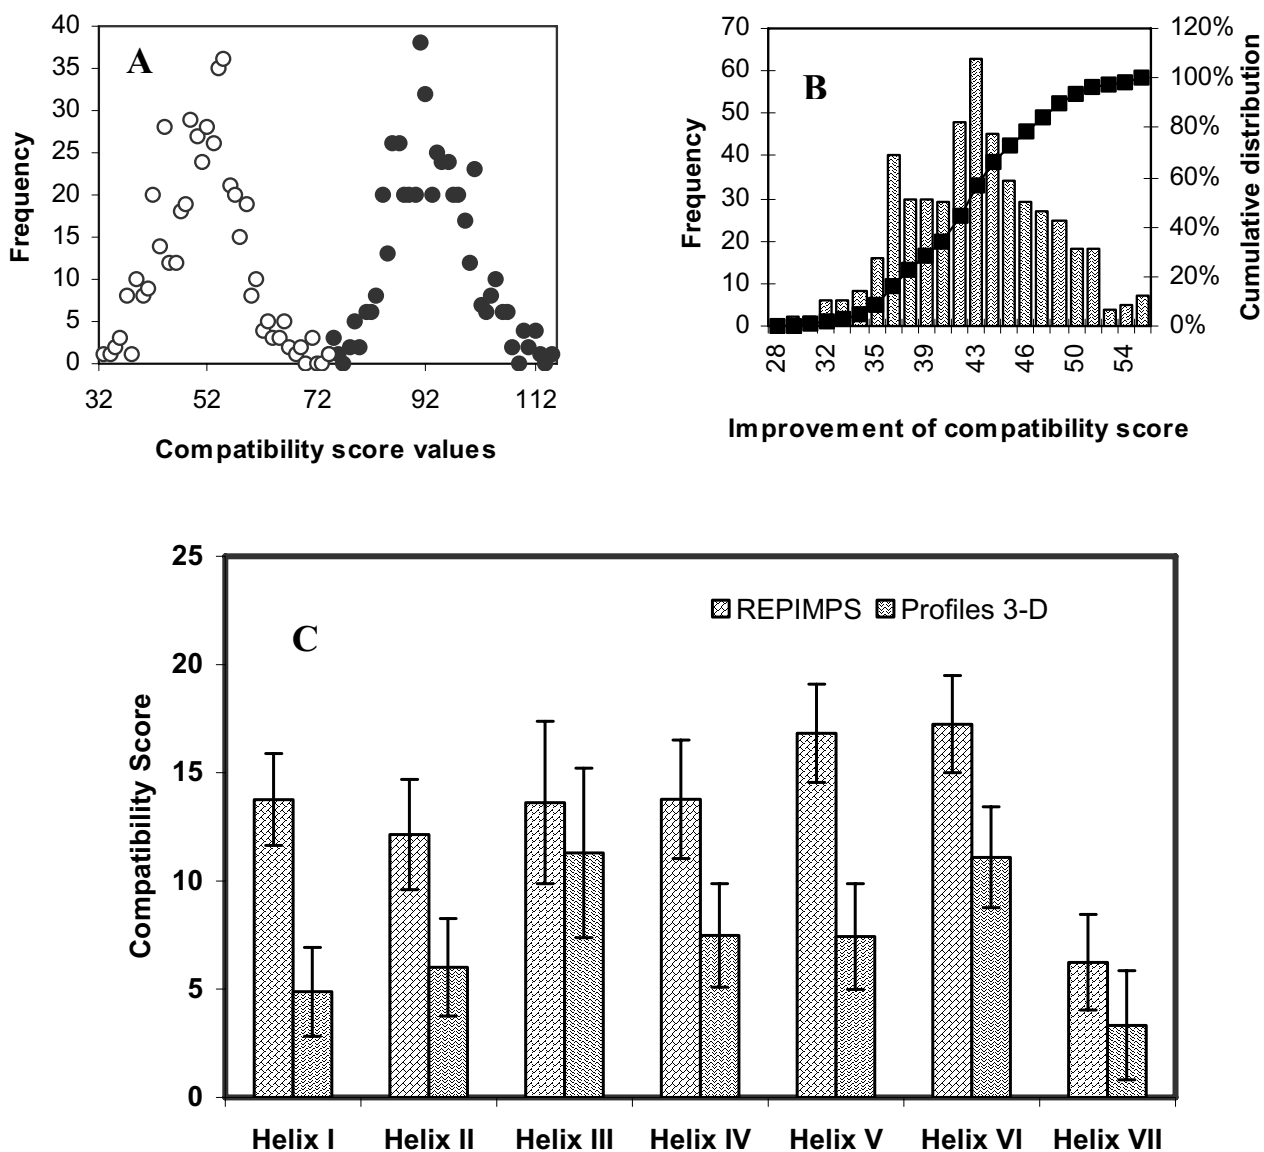 A
40
35
30
25
20
15
10
5
0
Frequency
32 52 72 92 112
Compatibility score values
B
70
60
50
40
30
20
10
0
Frequency
120%
100%
80%
60%
40%
20%
0%
Cumulative distribution
28 32 35 39 43 46 50 54
Improvement of compatibility score
C
25
20
15
10
5
0
Compatibility Score
REPIMPS Profiles 3-D
Helix I Helix II Helix III Helix IV Helix V Helix VI Helix VII